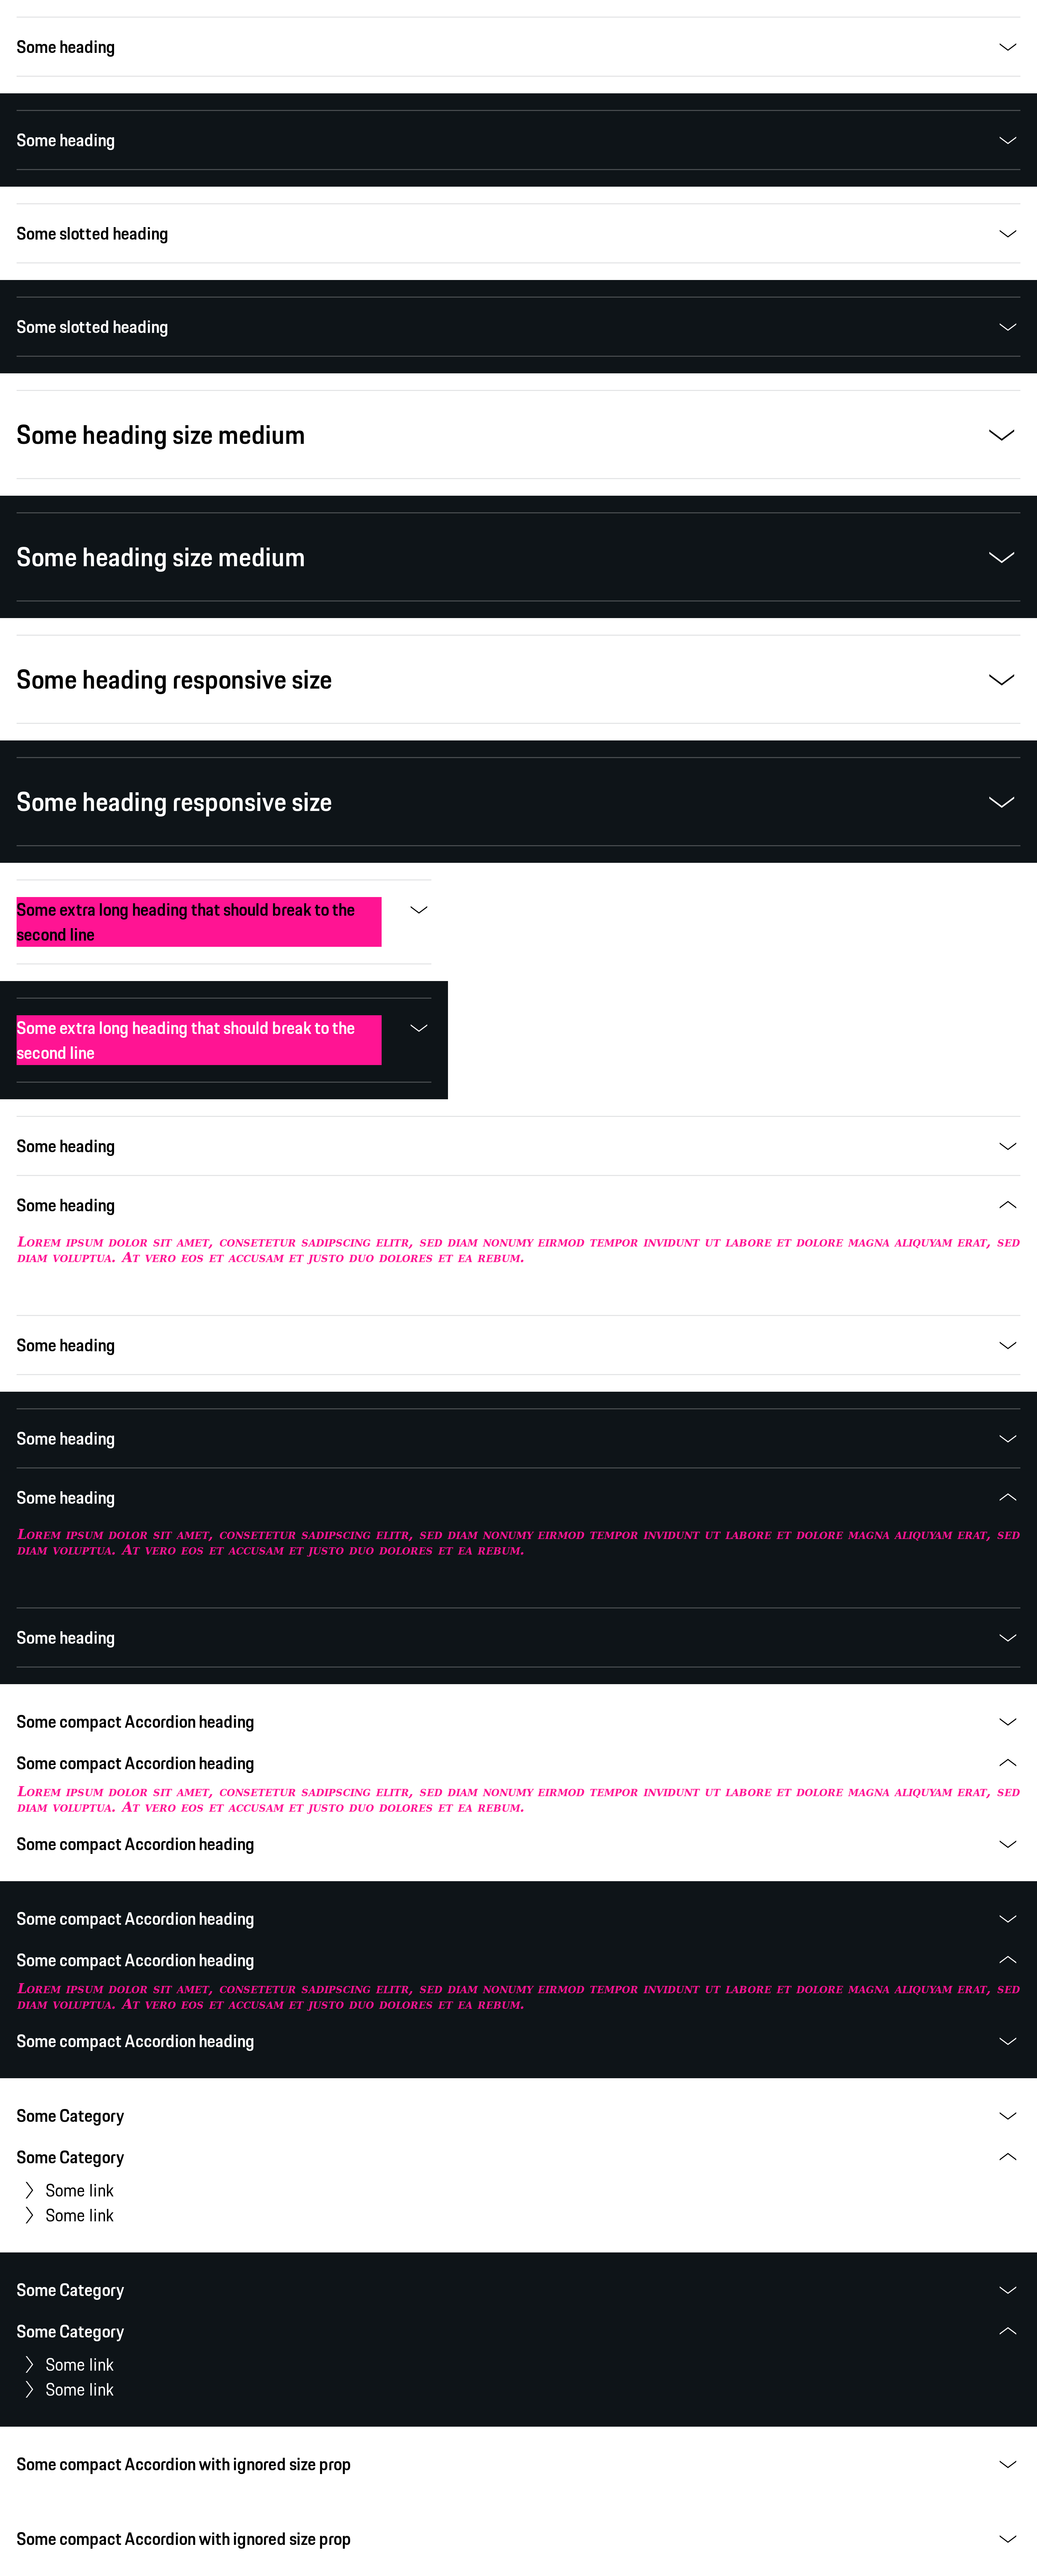 Some heading
Some heading
Some slotted heading
Some slotted heading
Some heading size medium
Some heading size medium
Some heading responsive size
Some heading responsive size
Some extra long heading that should break to the
second line
Some extra long heading that should break to the
second line
Some heading
Some heading
Lorem ipsum dolor sit amet, consetetur sadipscing elitr, sed diam nonumy eirmod tempor invidunt ut labore et dolore magna aliquyam erat, sed
diam voluptua. At vero eos et accusam et justo duo dolores et ea rebum.
Some heading
Some heading
Some heading
Lorem ipsum dolor sit amet, consetetur sadipscing elitr, sed diam nonumy eirmod tempor invidunt ut labore et dolore magna aliquyam erat, sed
diam voluptua. At vero eos et accusam et justo duo dolores et ea rebum.
Some heading
Some compact Accordion heading
Some compact Accordion heading
Lorem ipsum dolor sit amet, consetetur sadipscing elitr, sed diam nonumy eirmod tempor invidunt ut labore et dolore magna aliquyam erat, sed
diam voluptua. At vero eos et accusam et justo duo dolores et ea rebum.
Some compact Accordion heading
Some compact Accordion heading
Some compact Accordion heading
Lorem ipsum dolor sit amet, consetetur sadipscing elitr, sed diam nonumy eirmod tempor invidunt ut labore et dolore magna aliquyam erat, sed
diam voluptua. At vero eos et accusam et justo duo dolores et ea rebum.
Some compact Accordion heading
Some Category
Some Category
Some link
Some link
Some Category
Some Category
Some link
Some link
Some compact Accordion with ignored size prop
Some compact Accordion with ignored size prop